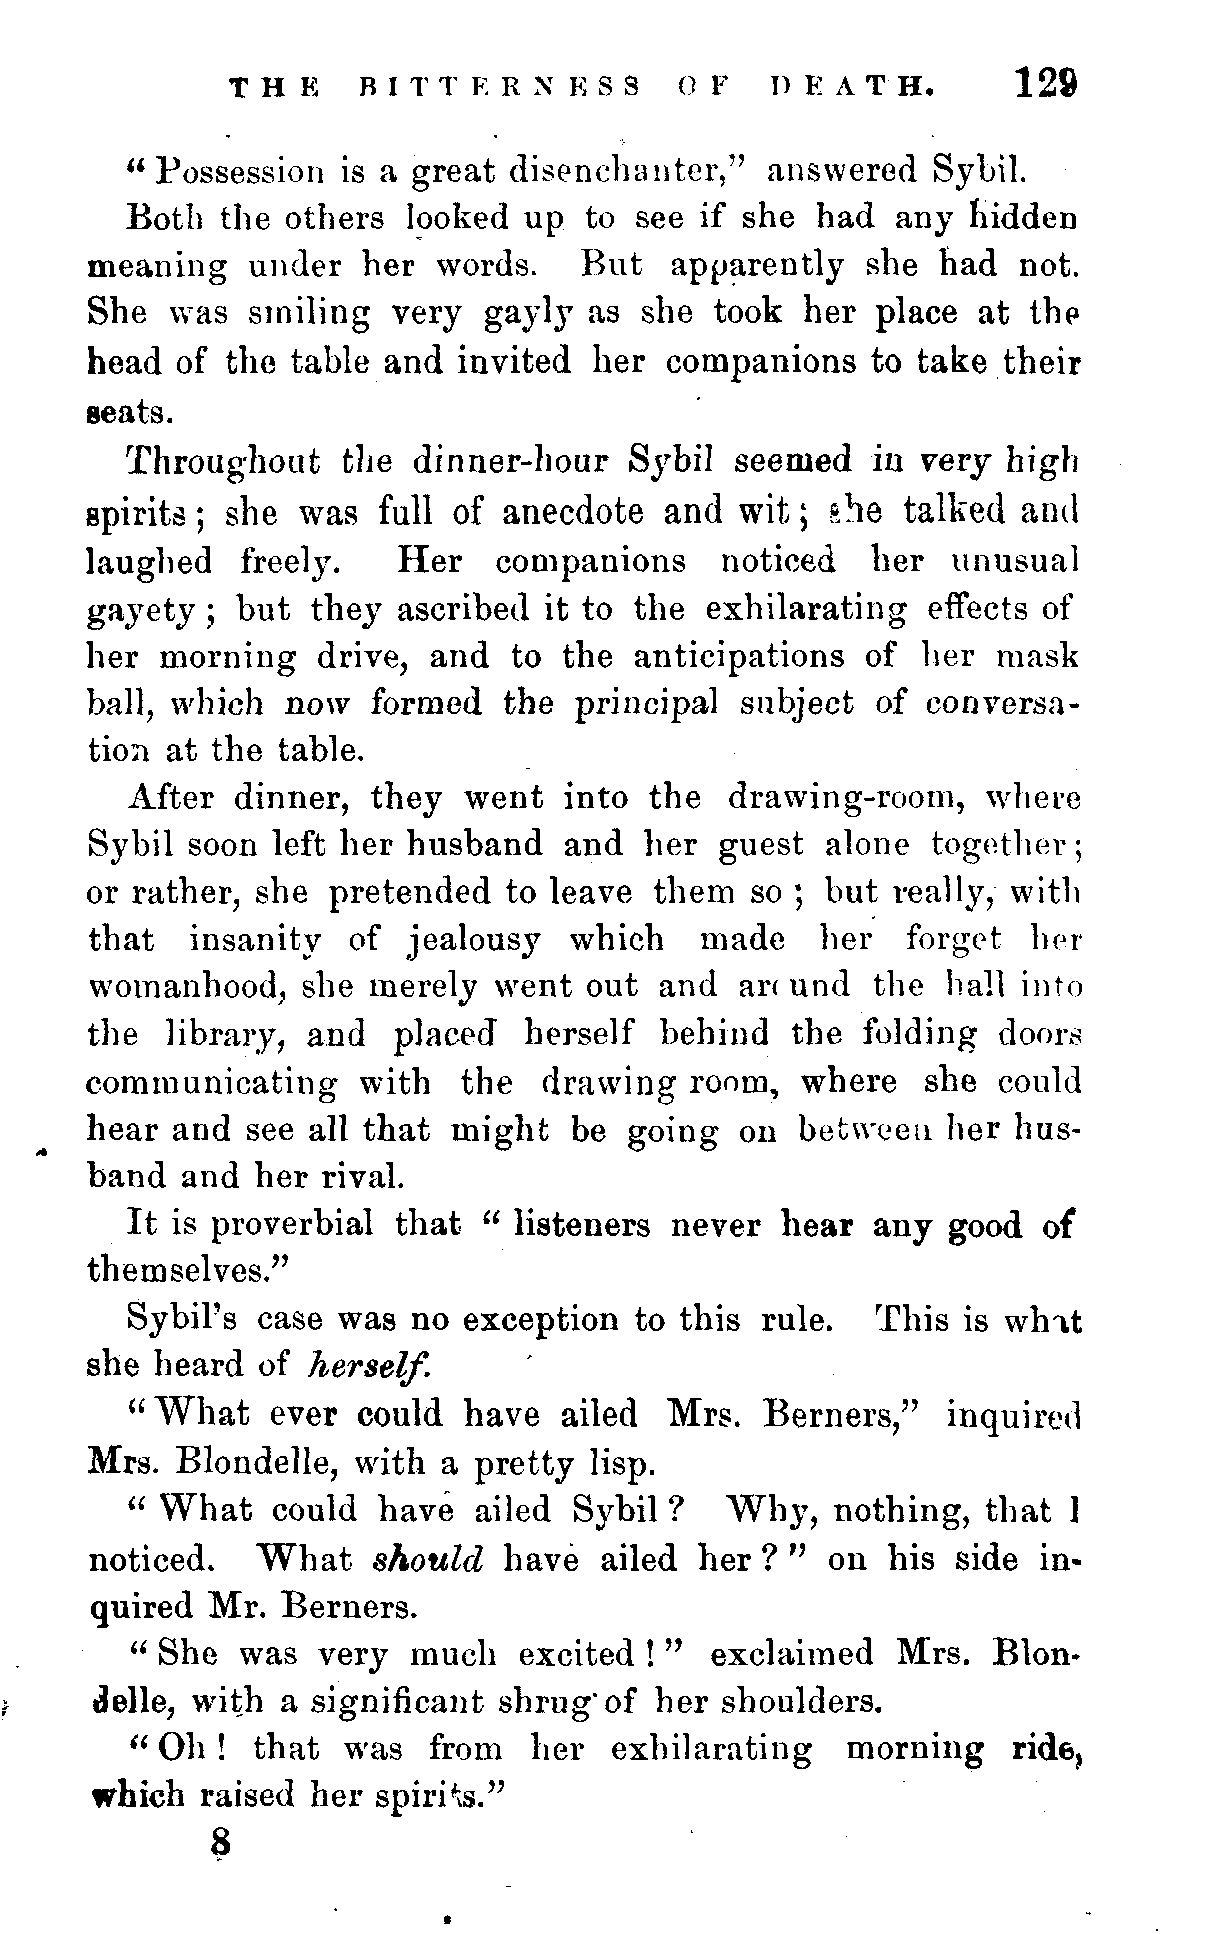 THE BITTERNESS OF DEATH. 129
“Possession is a great disenchanter,” answered Sybil.
Both the others looked up to see if she had any hidden
meaning under her words. But apparently she had not.
She was smiling very gayly as she took her place at the
head of the table and invited her companions to take their
seats.
Throughout the dinner-hour Sybil seemed in very high
spirits; she was full of anecdote and wit; she talked and
laughed freely. Her companions noticed her unusual
gayety; but they ascribed it to the exhilarating effects of
her morning drive, and to the anticipations of her mask
ball, which now formed the principal subject of conversa-
tion at the table.
After dinner, they went into the drawing-room, where
Sybil soon left her husband and her guest alone together;
or rather, she pretended to leave them so; but really, with
that insanity of jealousy which made her forget her
womanhood, she merely went out and around the hall into
the library, and placed herself behind the folding doors
communicating with the drawing room, where she could
hear and see all that might be going on between her hus-
band and her rival.
It is proverbial that “listeners never hear any good of
themselves.”
Sybil’s case was no exception to this rule. This is what
she heard of herself.
“What ever could have ailed Mrs. Berners,” inquired
Mrs. Blondelle, with a pretty lisp.
“What could have ailed Sybil? Why, nothing, that I
noticed. What should have ailed her?” on his side in-
quired Mr. Berners.
“She was very much excited!” exclaimed Mrs. Blon-
delle, with a significant shrug of her shoulders.
“Oh! that was from her exhilarating morning ride,
which raised her spirits.”
8